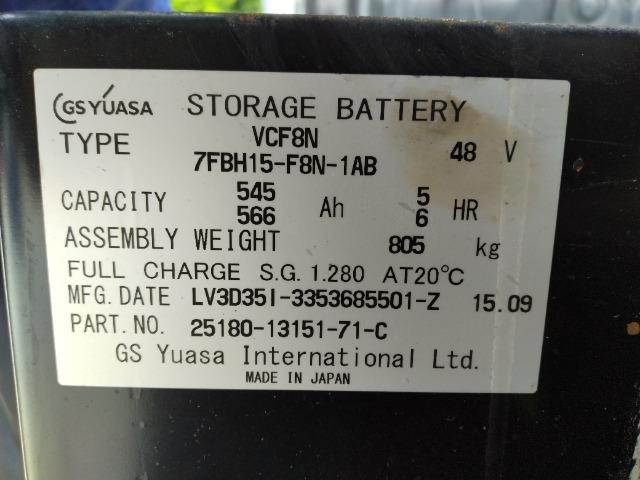 GS YUASA STORAGE BATTERY
TYPE VCF8N 48 V
7FBH15-F8N-1AB
CAPACITY 545 Ah 5 HR
566 6
ASSEMBLY WEIGHT 805 kg
FULL CHARGE S.G. 1.280 AT20℃
MFG. DATE LV3D35I-3353685501-Z 15.09
PART. NO. 25180-13151-71-C
GS Yuasa International Ltd.
MADE IN JAPAN